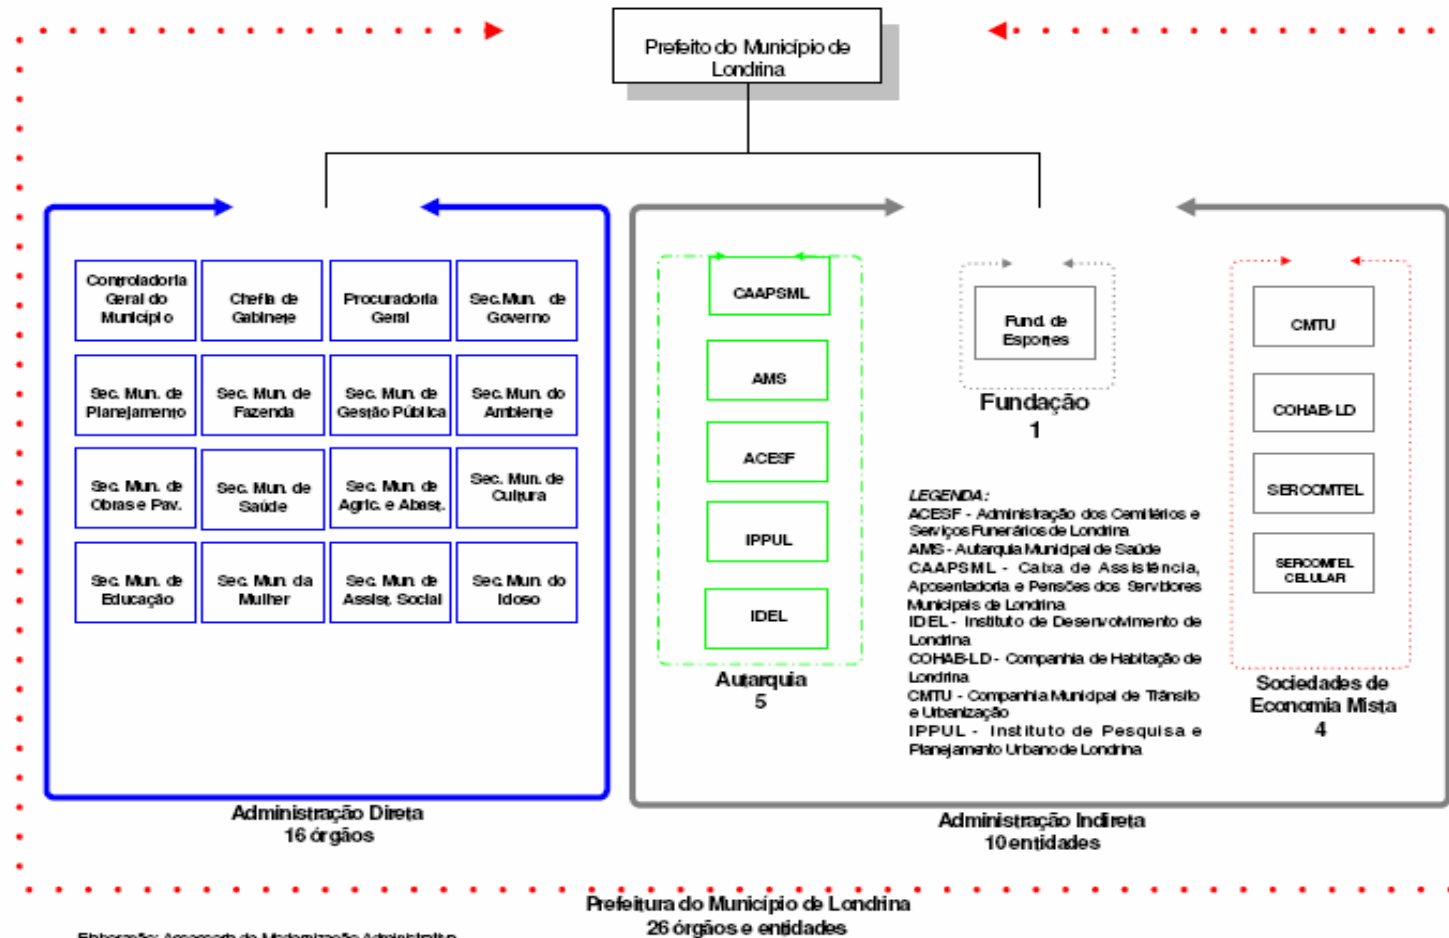 Prefeito do Município de
Londrina
Controladoria
Geral do
Município
Chefia de
Gabinete
Procuradoria
Geral
Sec. Mun. de
Governo
Sec. Mun. de
Planejamento
Sec. Mun. de
Fazenda
Sec. Mun. de
Gestão Pública
Sec. Mun. do
Ambiente
Sec. Mun. de
Obras e Pav.
Sec. Mun. de
Saúde
Sec. Mun. de
Agric. e Abast.
Sec. Mun. de
Cultura
Sec. Mun. de
Educação
Sec. Mun. da
Mulher
Sec. Mun. de
Assist. Social
Sec. Mun. do
Idoso
Administração Direta
16 órgãos
CAAPSML
AMS
ACESF
IPPUL
IDEL
Autarquia
5
Fund. de
Esportes
Fundação
1
LEGENDA:
ACESF - Administração dos Cemitérios e
Serviços Funerários de Londrina
AMS - Autarquia Municipal de Saúde
CAAPSML - Caixa de Assistência,
Aposentadoria e Pensões dos Servidores
Municipais de Londrina
IDEL - Instituto de Desenvolvimento de
Londrina
COHAB-LD - Companhia de Habitação de
Londrina
CMTU - Companhia Municipal de Trânsito
e Urbanização
IPPUL - Instituto de Pesquisa e
Planejamento Urbano de Londrina
CMTU
COHAB-LD
SERCOMTEL
SERCOMTEL
CELULAR
Sociedades de
Economia Mista
4
Administração Indireta
10 entidades
Prefeitura do Município de Londrina
26 órgãos e entidades
Elaboração: Assessoria de Modernização Administrativa